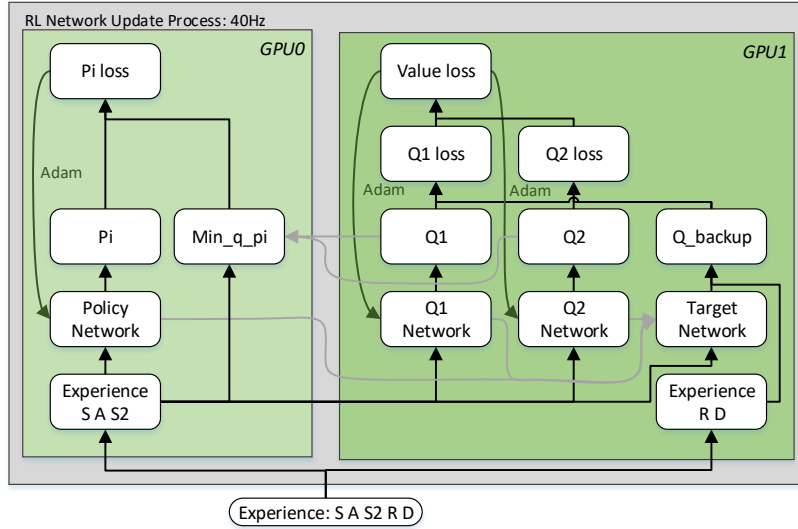 RL Network Update Process: 40Hz
GPU0
GPU1
Pi loss
Value loss
Q1 loss
Q2 loss
Adam
Adam
Adam
Pi
Min_q_pi
Q1
Q2
Q_backup
Policy
Network
Q1
Network
Q2
Network
Target
Network
Experience
S A S2
Experience
R D
Experience: S A S2 R D